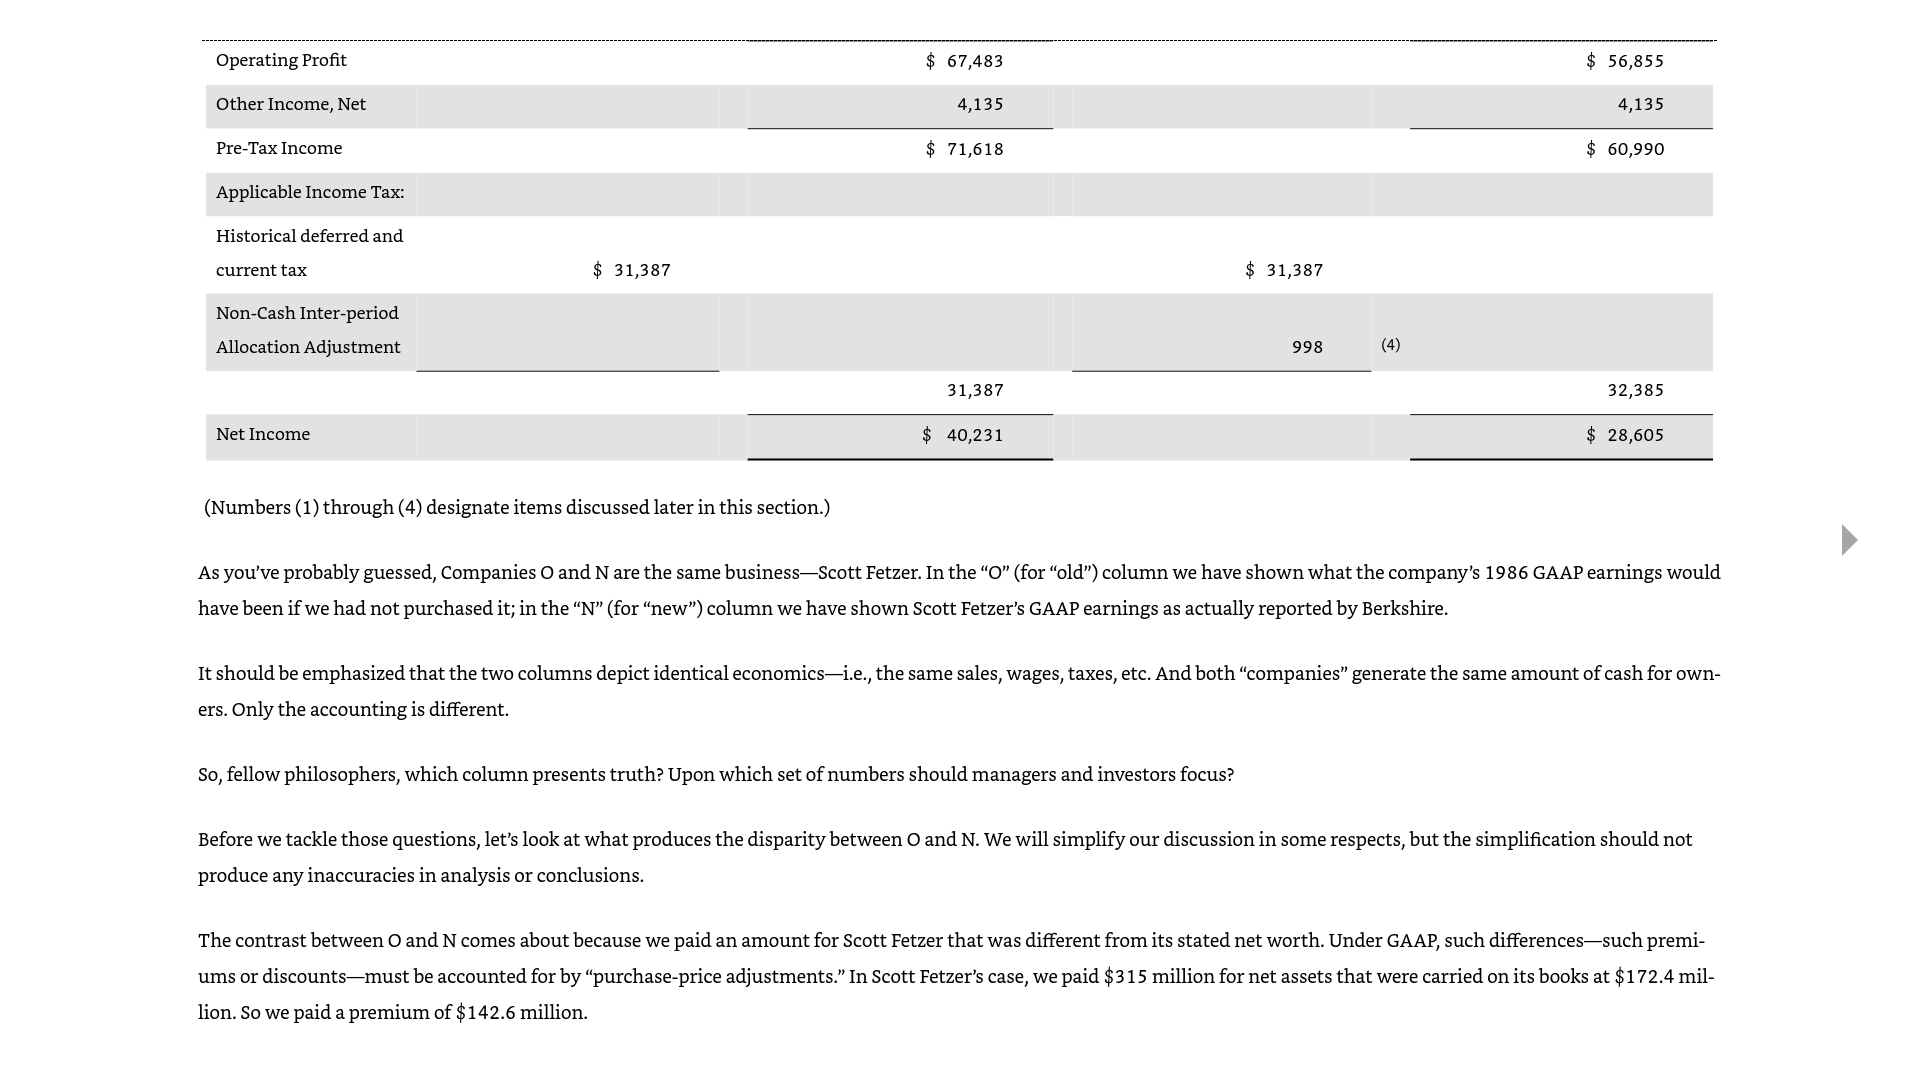 Operating Profit $ 67,483 $ 56,855
Other Income, Net 4,135 4,135
Pre-Tax Income $ 71,618 $ 60,990
Applicable Income Tax:
Historical deferred and
current tax $ 31,387 $ 31,387
Non-Cash Inter-period
Allocation Adjustment 998 (4)
31,387 32,385
Net Income $ 40,231 $ 28,605
(Numbers (1) through (4) designate items discussed later in this section.)
As you’ve probably guessed, Companies O and N are the same business—Scott Fetzer. In the “O” (for “old”) column we have shown what the company’s 1986 GAAP earnings would
have been if we had not purchased it; in the “N” (for “new”) column we have shown Scott Fetzer’s GAAP earnings as actually reported by Berkshire.
It should be emphasized that the two columns depict identical economics—i.e., the same sales, wages, taxes, etc. And both “companies” generate the same amount of cash for own-
ers. Only the accounting is different.
So, fellow philosophers, which column presents truth? Upon which set of numbers should managers and investors focus?
Before we tackle those questions, let’s look at what produces the disparity between O and N. We will simplify our discussion in some respects, but the simplification should not
produce any inaccuracies in analysis or conclusions.
The contrast between O and N comes about because we paid an amount for Scott Fetzer that was different from its stated net worth. Under GAAP, such differences—such premi-
ums or discounts—must be accounted for by “purchase-price adjustments.” In Scott Fetzer’s case, we paid $315 million for net assets that were carried on its books at $172.4 mil-
lion. So we paid a premium of $142.6 million.